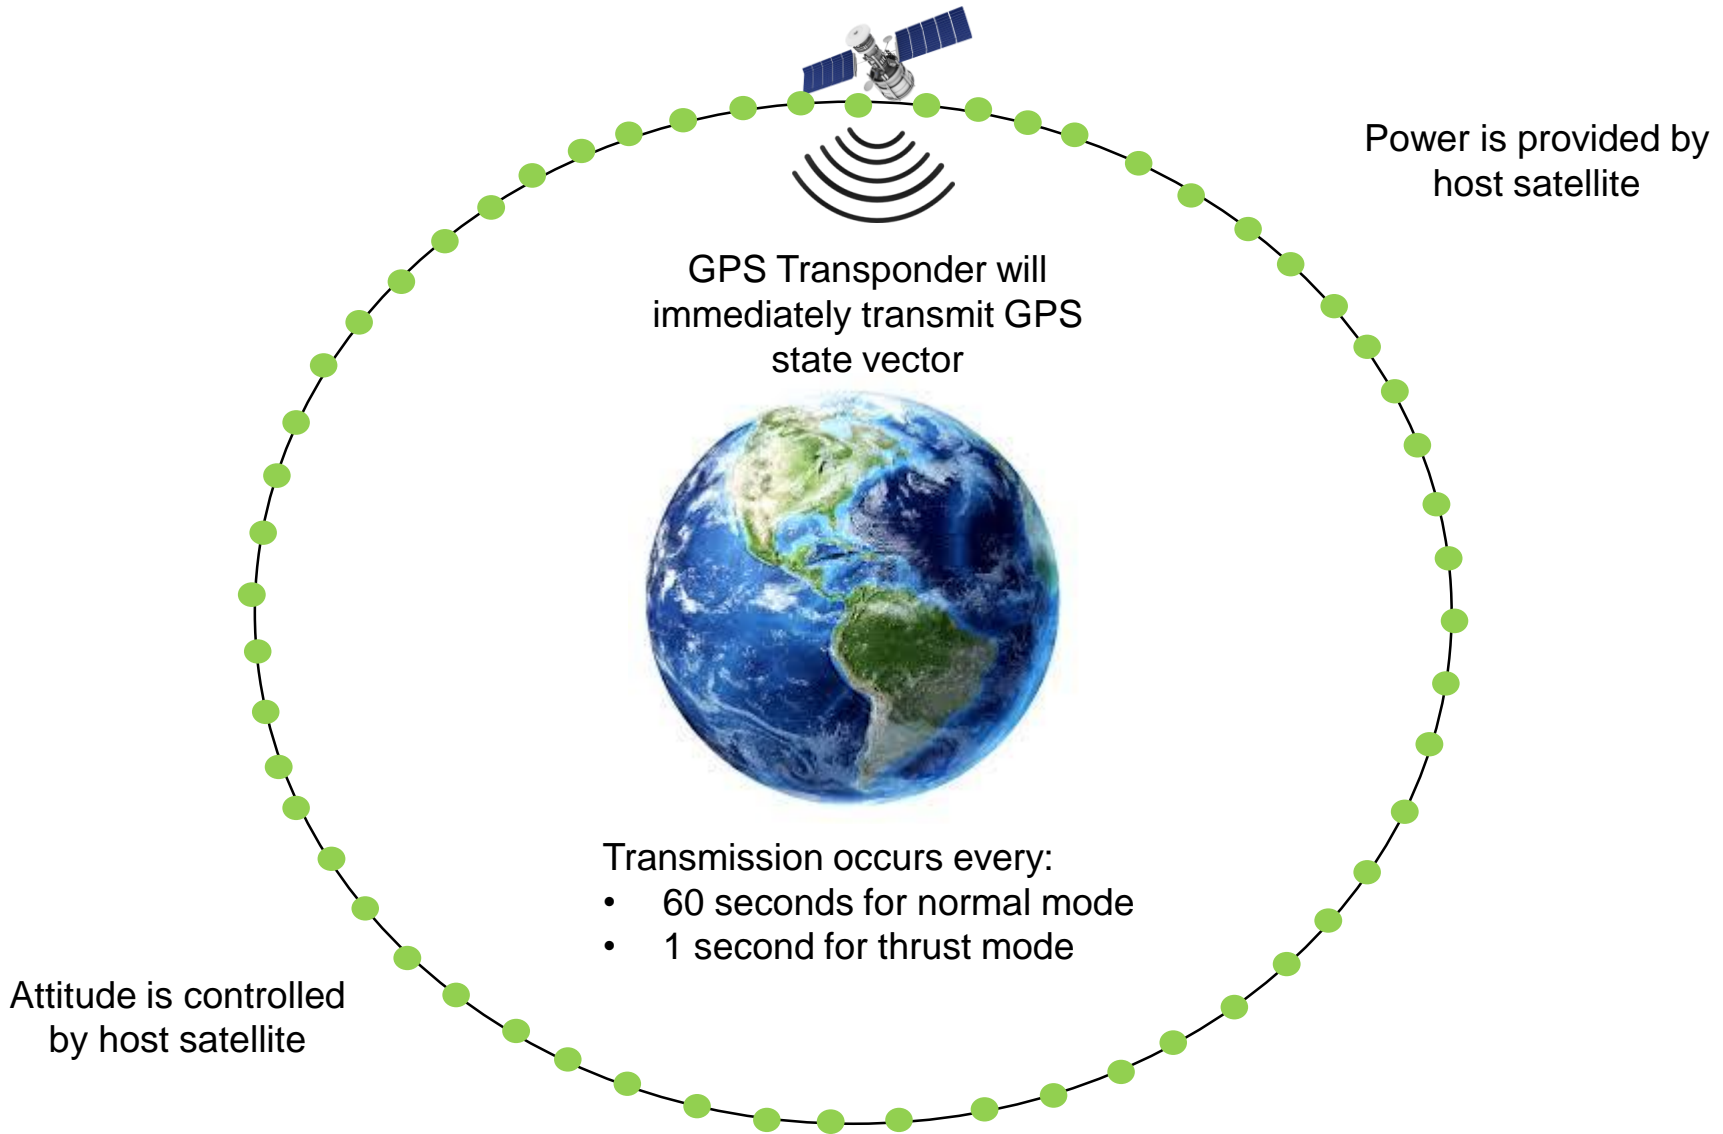 Power is provided by
host satellite
GPS Transponder will
immediately transmit GPS
state vector
Transmission occurs every:
• 60 seconds for normal mode
• 1 second for thrust mode
Attitude is controlled
by host satellite